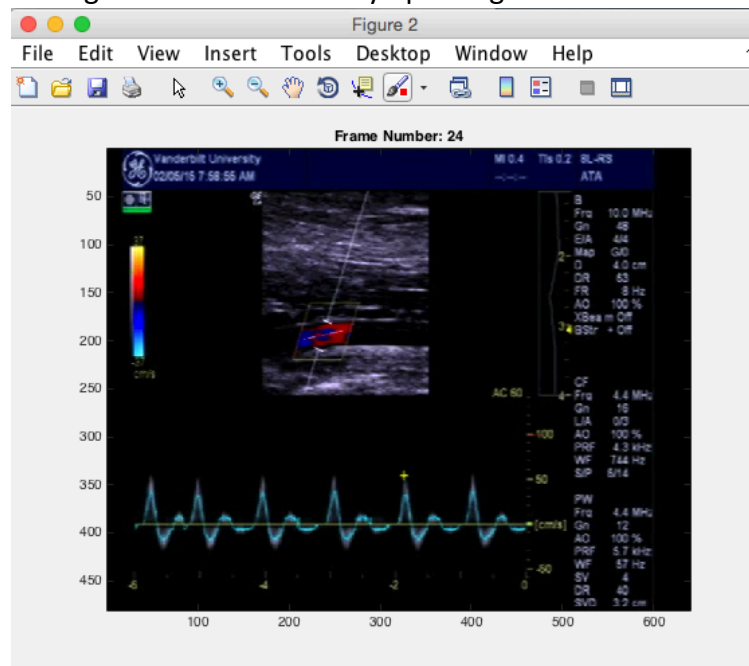 Figure 2
File Edit View Insert Tools Desktop Window Help
Frame Number: 24
Vanderbilt University
02/05/15 7:58:55 AM
MI 0.4 TIs 0.2 8L-RS
ATA
B
Frq 10.0 MHz
Gn 48
E/A 4/4
Map G/0
D 4.0 cm
DR 63
FR 8 Hz
AO 100 %
XBeam Off
BStr + Off
2
3
4
cm/s
AC 60
CF
Frq 4.4 MHz
Gn 16
L/A 0/3
AO 100 %
PRF 4.3 kHz
WF 744 Hz
S/P 6/14
PW
Frq 4.4 MHz
Gn 12
AO 100 %
PRF 5.7 kHz
WF 57 Hz
SV 4
DR 40
SVD 3.2 cm
100
50
[cm/s]
-50
-6 -4 -2 0
50
100
150
200
250
300
350
400
450
100 200 300 400 500 600